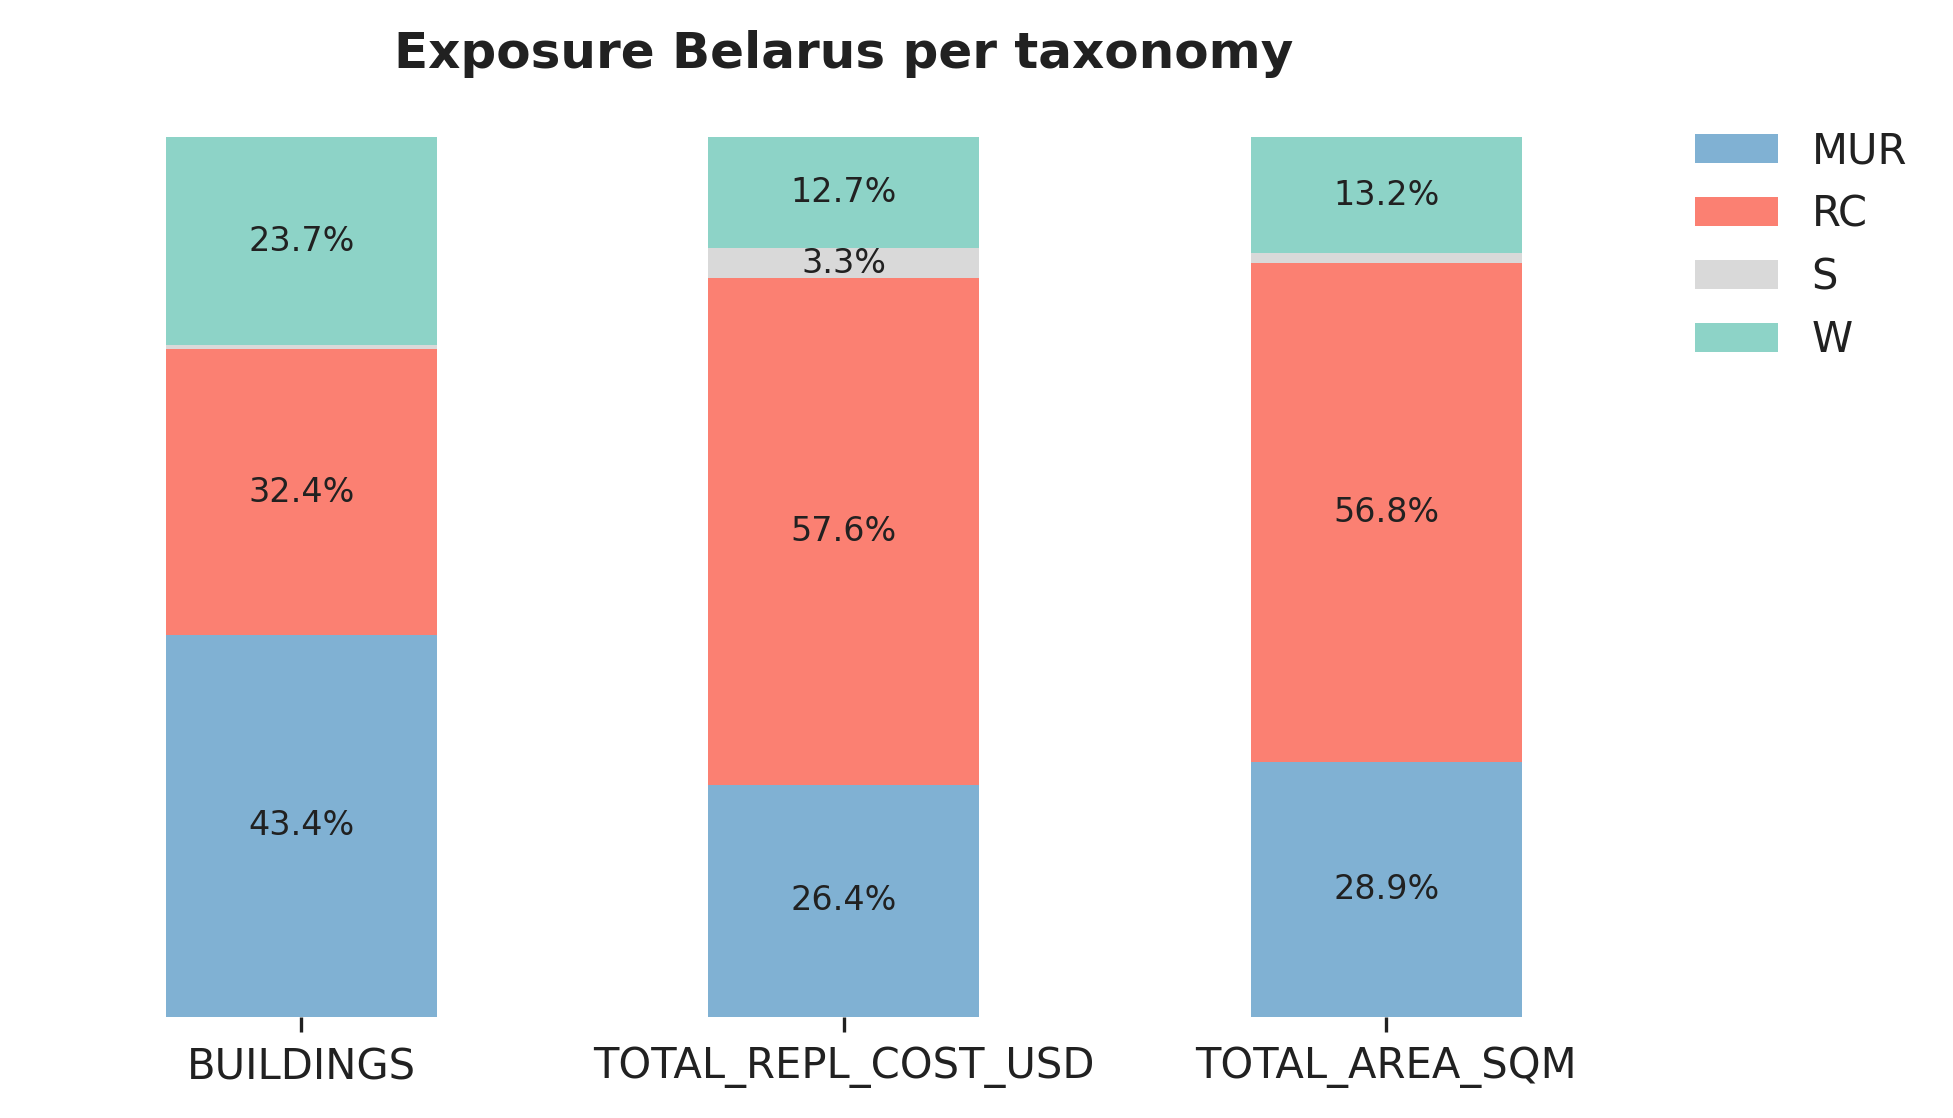 Exposure Belarus per taxonomy
MUR
RC
S
W
23.7%
32.4%
43.4%
12.7%
3.3%
57.6%
26.4%
13.2%
56.8%
28.9%
BUILDINGS
TOTAL_REPL_COST_USD
TOTAL_AREA_SQM